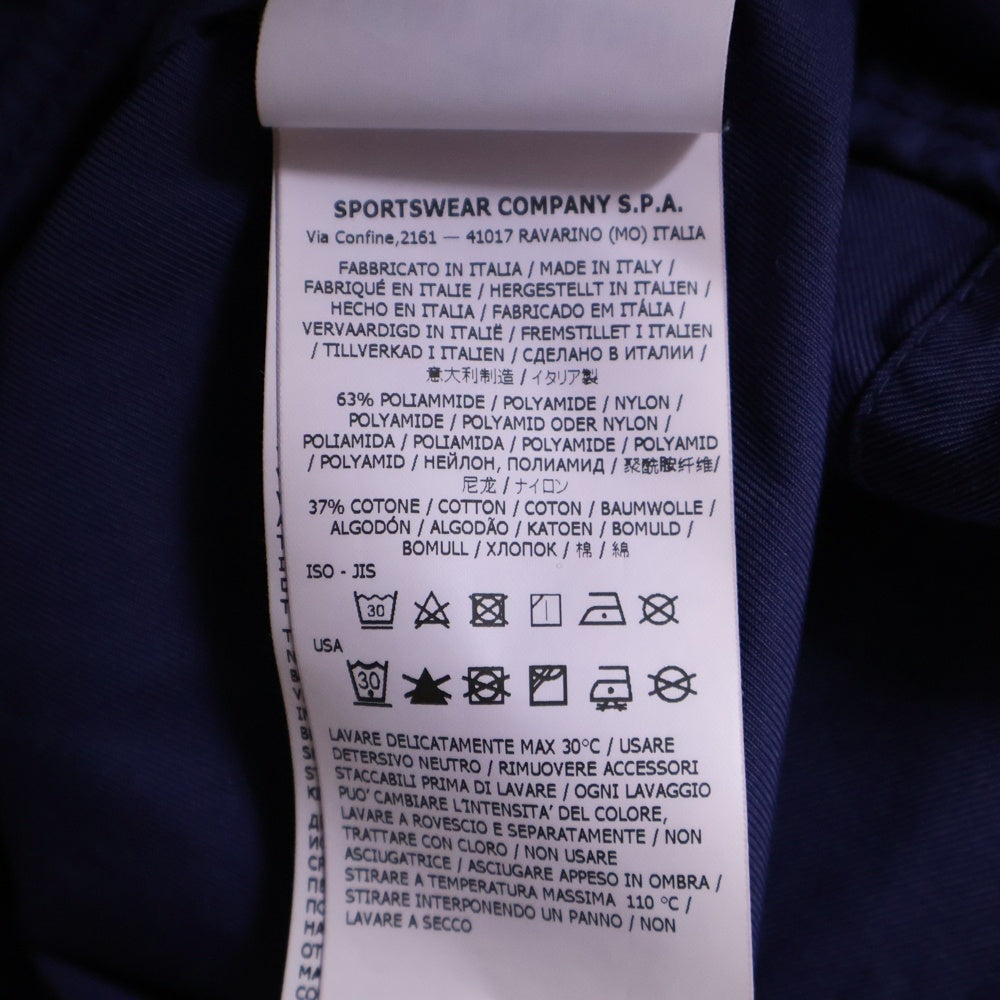 SPORTSWEAR COMPANY S.P.A.
Via Confine,2161 — 41017 RAVARINO (MO) ITALIA
FABBRICATO IN ITALIA / MADE IN ITALY /
FABRIQUÉ EN ITALIE / HERGESTELLT IN ITALIEN /
HECHO EN ITALIA / FABRICADO EM ITÁLIA /
VERVAARDIGD IN ITALIË / FREMSTILLET I ITALIEN
/ TILLVERKAD I ITALIEN / СДЕЛАНО В ИТАЛИИ /
意大利制造 / イタリア製
63% POLIAMMIDE / POLYAMIDE / NYLON /
POLYAMIDE / POLYAMID ODER NYLON /
POLIAMIDA / POLIAMIDA / POLYAMIDE / POLYAMID
/ POLYAMID / НЕЙЛОН, ПОЛИАМИД / 聚酰胺纤维/
尼龙 / ナイロン
37% COTONE / COTTON / COTON / BAUMWOLLE /
ALGODÓN / ALGODÃO / KATOEN / BOMULD /
BOMULL / ХЛОПОК / 棉 / 綿
ISO - JIS
30
USA
30
LAVARE DELICATAMENTE MAX 30°C / USARE
DETERSIVO NEUTRO / RIMUOVERE ACCESSORI
STACCABILI PRIMA DI LAVARE / OGNI LAVAGGIO
PUO' CAMBIARE L'INTENSITA' DEL COLORE,
LAVARE A ROVESCIO E SEPARATAMENTE / NON
TRATTARE CON CLORO / NON USARE
ASCIUGATRICE / ASCIUGARE APPESO IN OMBRA /
STIRARE A TEMPERATURA MASSIMA 110 °C /
STIRARE INTERPONENDO UN PANNO / NON
LAVARE A SECCO